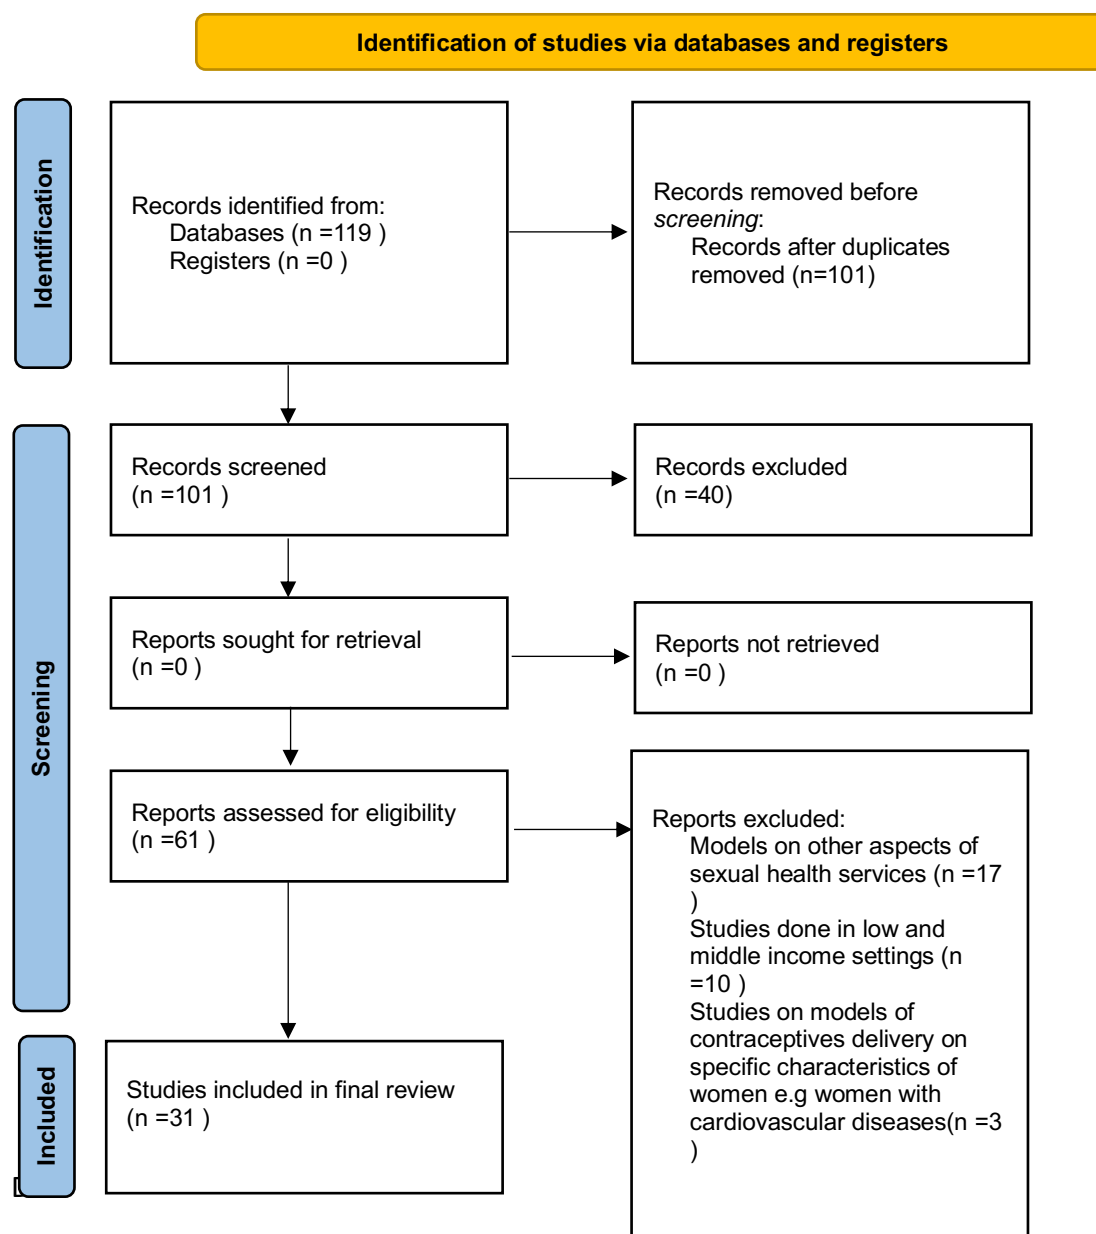 Identification of studies via databases and registers
Identification
Records identified from:
Databases (n =119 )
Registers (n =0 )
Records removed before
screening:
Records after duplicates
removed (n=101)
Screening
Records screened
(n =101 )
Records excluded
(n =40)
Reports sought for retrieval
(n =0 )
Reports not retrieved
(n =0 )
Reports assessed for eligibility
(n =61 )
Reports excluded:
Models on other aspects of
sexual health services (n =17
)
Studies done in low and
middle income settings (n
=10 )
Studies on models of
contraceptives delivery on
specific characteristics of
women e.g women with
cardiovascular diseases(n =3
)
Included
Studies included in final review
(n =31 )